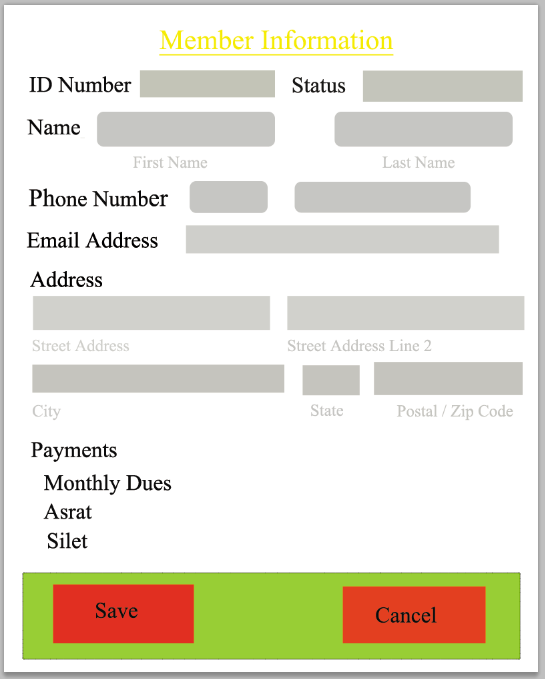 Member Information
ID Number Status
Name
First Name Last Name
Phone Number
Email Address
Address
Street Address Street Address Line 2
City State Postal / Zip Code
Payments
Monthly Dues
Asrat
Silet
Save Cancel